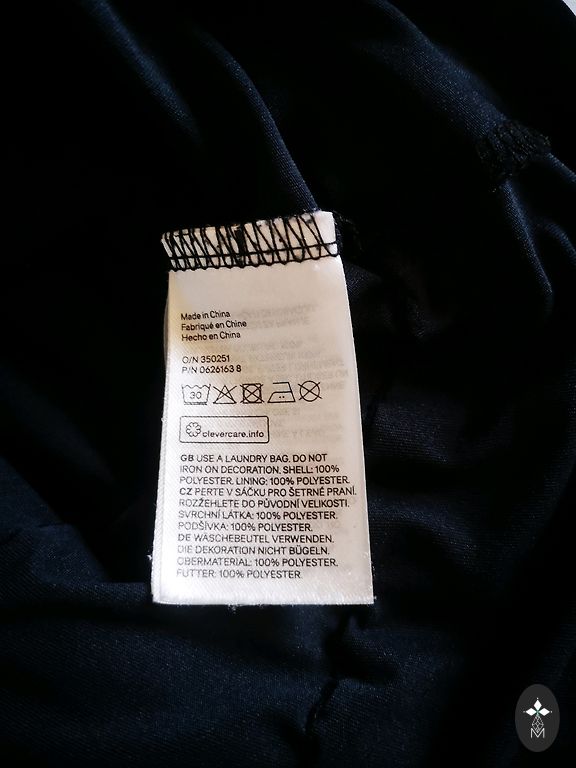 Made in China
Fabriqué en Chine
Hecho en China
O/N 350251
P/N 0626163 8
30
clevercare.info
GB USE A LAUNDRY BAG. DO NOT
IRON ON DECORATION. SHELL: 100%
POLYESTER. LINING: 100% POLYESTER.
CZ PERTE V SÁČKU PRO ŠETRNÉ PRANÍ.
ROZŽEHLETE DO PŮVODNÍ VELIKOSTI.
SVRCHNÍ LÁTKA: 100% POLYESTER.
PODŠÍVKA: 100% POLYESTER.
DE WÄSCHEBEUTEL VERWENDEN.
DIE DEKORATION NICHT BÜGELN.
OBERMATERIAL: 100% POLYESTER.
FUTTER: 100% POLYESTER.
M